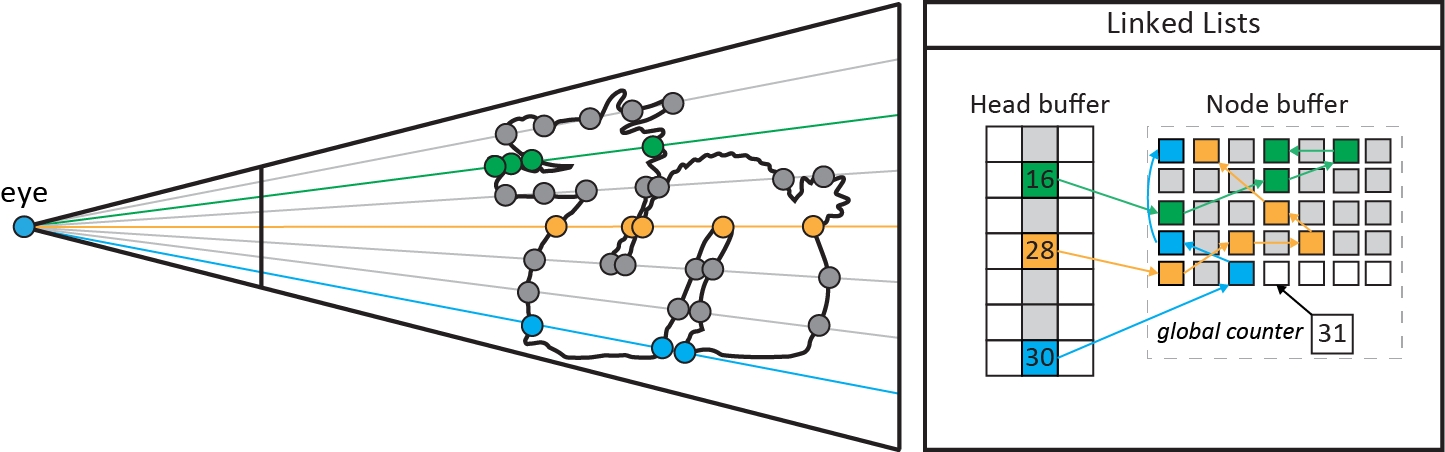 eye
Linked Lists
Head buffer
Node buffer
16
28
30
global counter 31